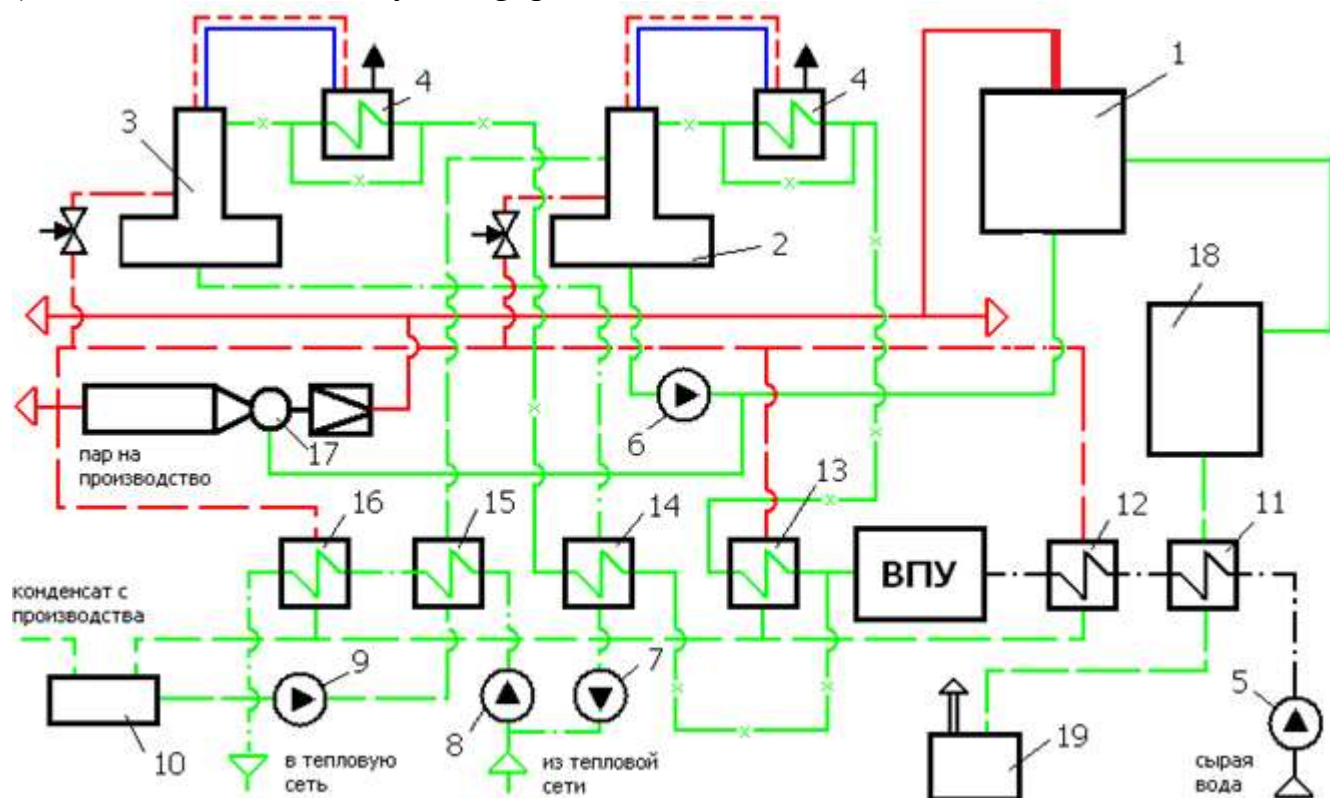 4
4
1
3
2
18
6
17
пар на
производство
16
15
14
13
12
11
ВПУ
конденсат с
производства
9
7
8
5
10
19
в тепловую
сеть
из тепловой
сети
сырая
вода